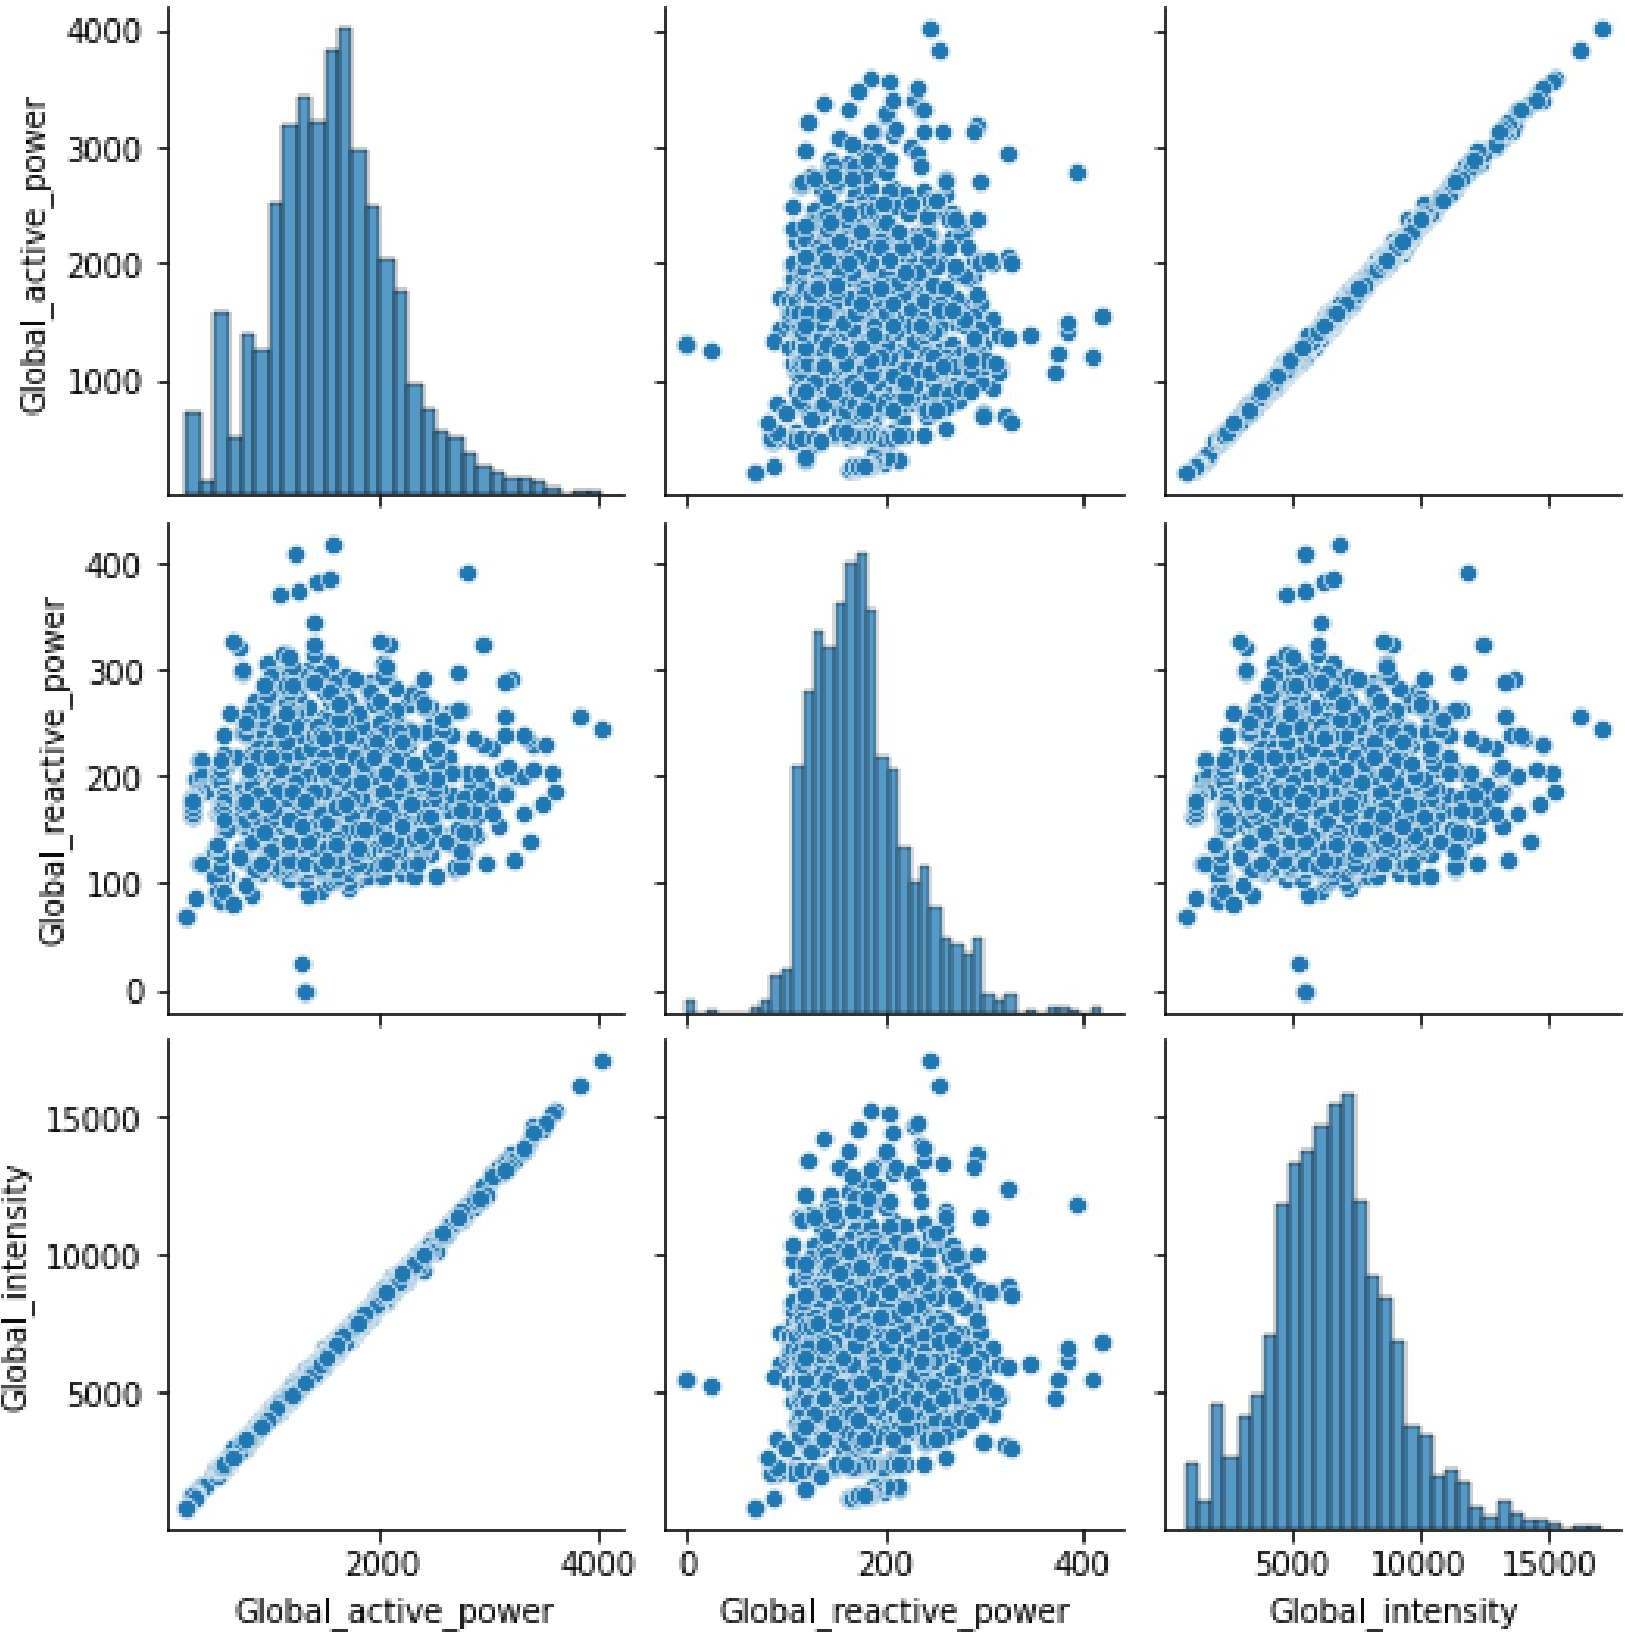 4000
3000
2000
1000
Global_active_power
400
300
200
100
0
Global_reactive_power
15000
10000
5000
Global_intensity
2000 4000 0 200 400 5000 10000 15000
Global_active_power Global_reactive_power Global_intensity